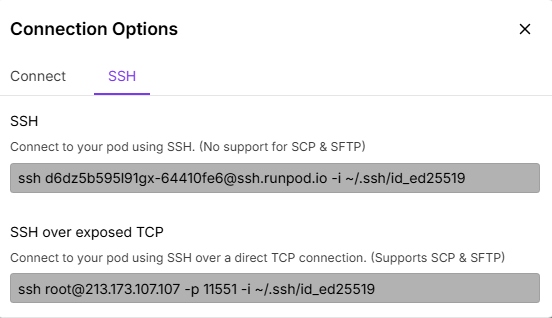 Connection Options
Connect SSH
SSH
Connect to your pod using SSH. (No support for SCP & SFTP)
ssh d6dz5b595l91gx-64410fe6@ssh.runpod.io -i ~/.ssh/id_ed25519
SSH over exposed TCP
Connect to your pod using SSH over a direct TCP connection. (Supports SCP & SFTP)
ssh root@213.173.107.107 -p 11551 -i ~/.ssh/id_ed25519